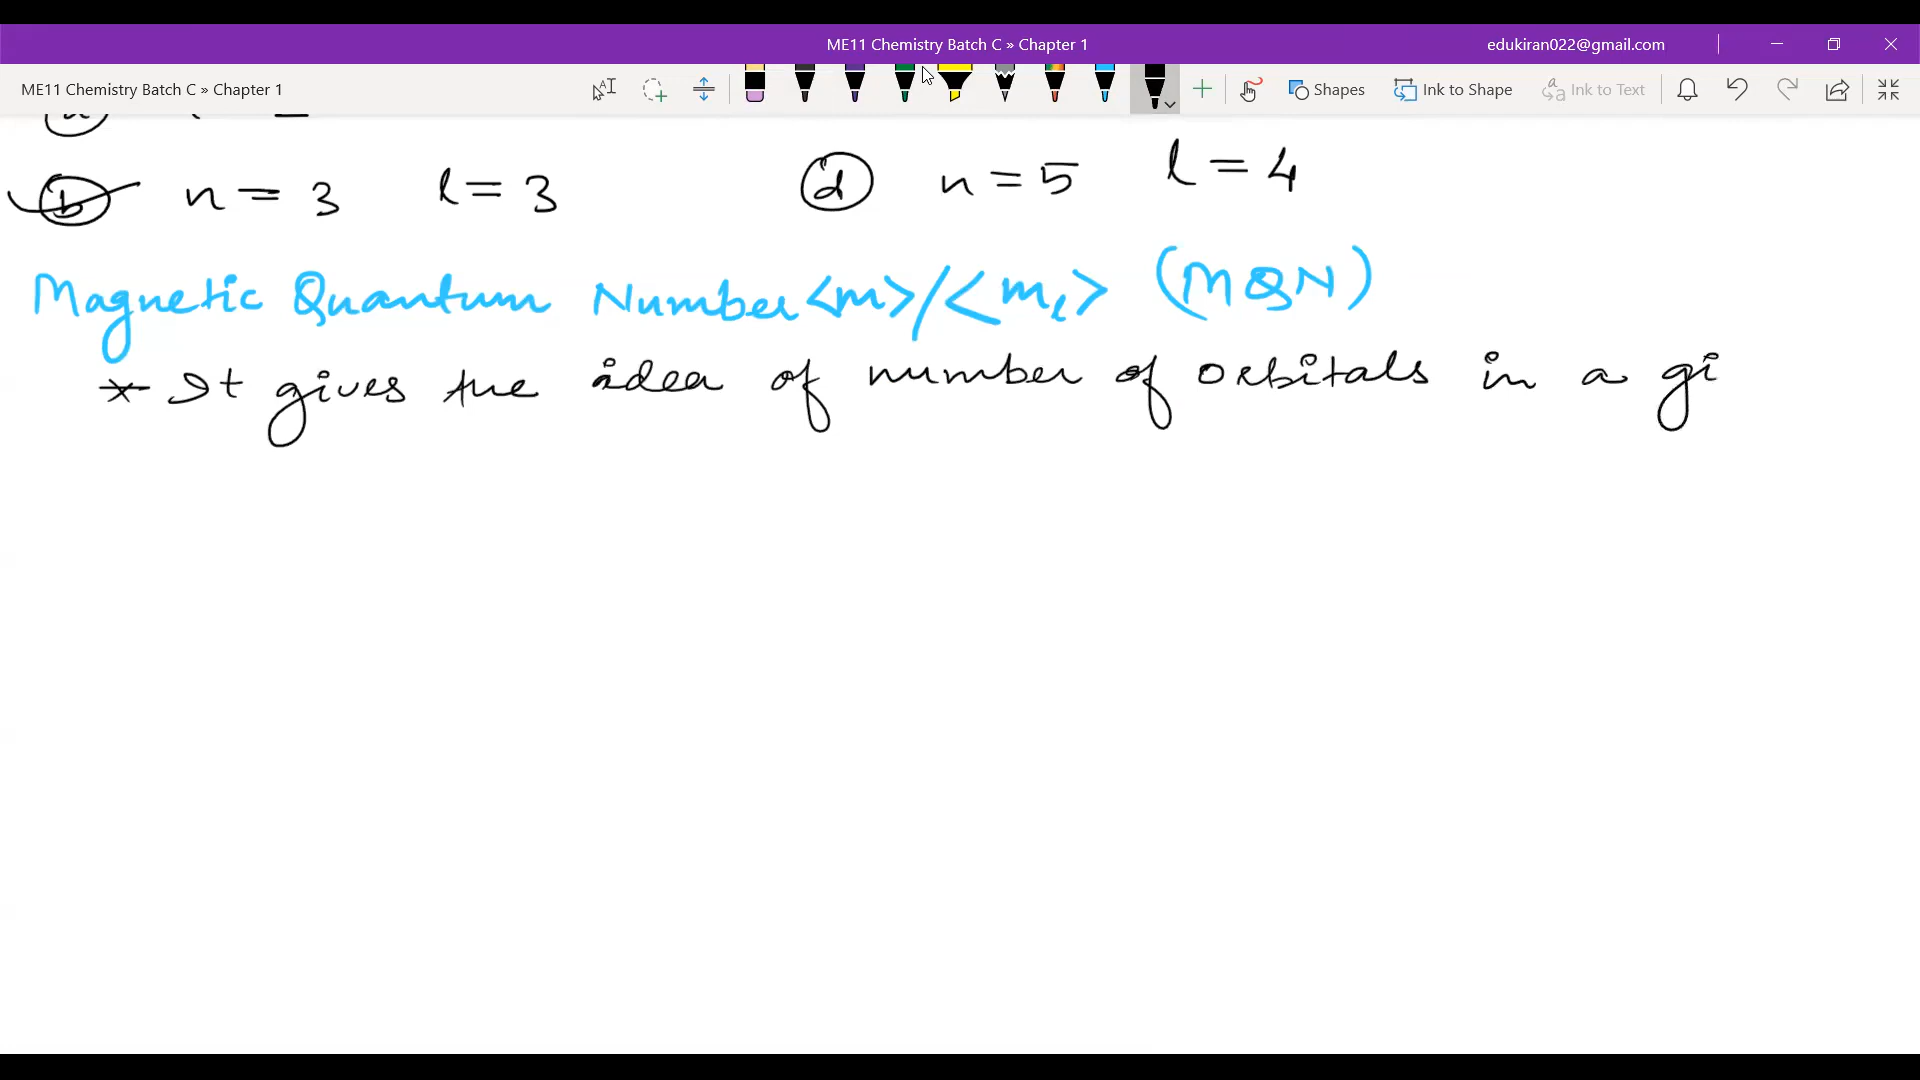 ME11 Chemistry Batch C » Chapter 1 edukiran022@gmail.com
ME11 Chemistry Batch C » Chapter 1 Shapes Ink to Shape Ink to Text
b n = 3 l = 3 d n = 5 l = 4
Magnetic Quantum Number <m>/<mₗ> (MQN)
* It gives the idea of number of orbitals in a gi